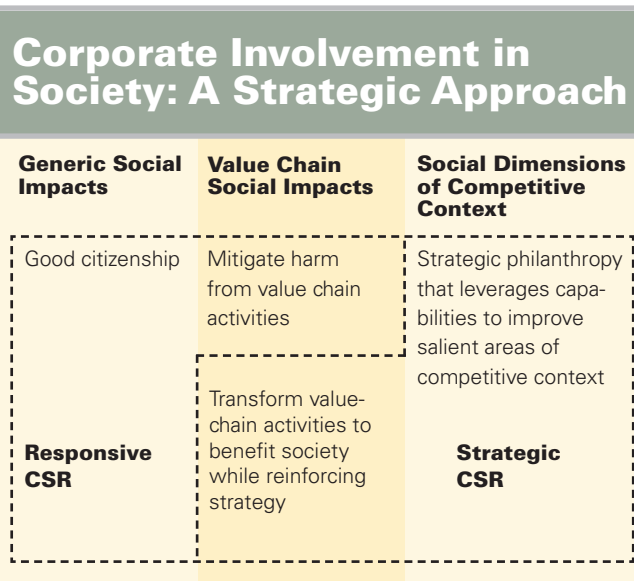 Corporate Involvement in
Society: A Strategic Approach
Generic Social
Impacts
Value Chain
Social Impacts
Social Dimensions
of Competitive
Context
Good citizenship
Mitigate harm
from value chain
activities
Strategic philanthropy
that leverages capa-
bilities to improve
salient areas of
competitive context
Transform value-
chain activities to
benefit society
while reinforcing
strategy
Responsive
CSR
Strategic
CSR